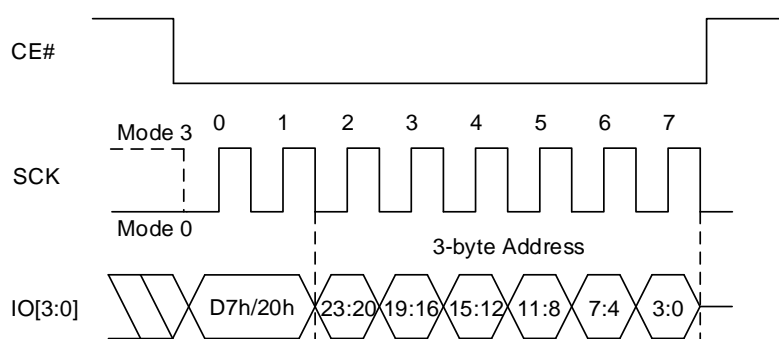 CE#
0 1 2 3 4 5 6 7
Mode 3
SCK
Mode 0
3-byte Address
IO[3:0] D7h/20h 23:20 19:16 15:12 11:8 7:4 3:0